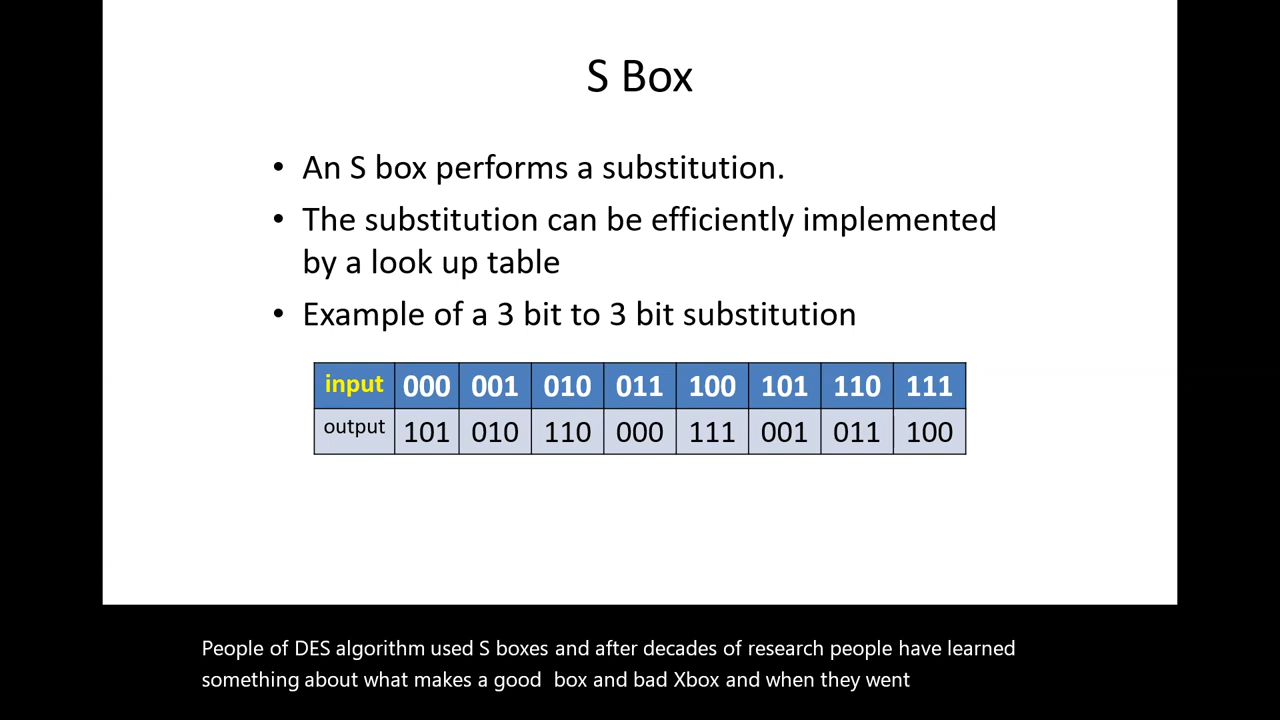 S Box
• An S box performs a substitution.
• The substitution can be efficiently implemented
by a look up table
• Example of a 3 bit to 3 bit substitution
input 000 001 010 011 100 101 110 111
output 101 010 110 000 111 001 011 100
People of DES algorithm used S boxes and after decades of research people have learned
something about what makes a good  box and bad Xbox and when they went